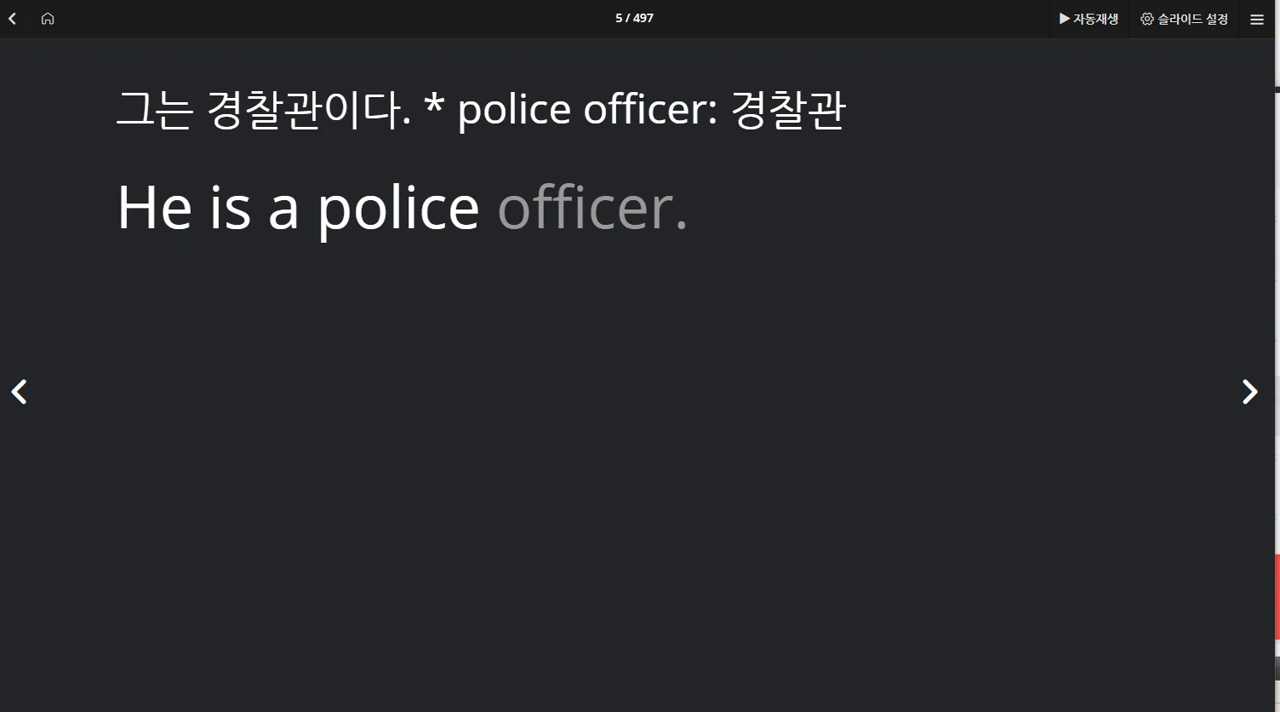 5 / 497
▶ 자동재생
슬라이드 설정
그는 경찰관이다. * police officer: 경찰관
He is a police officer.